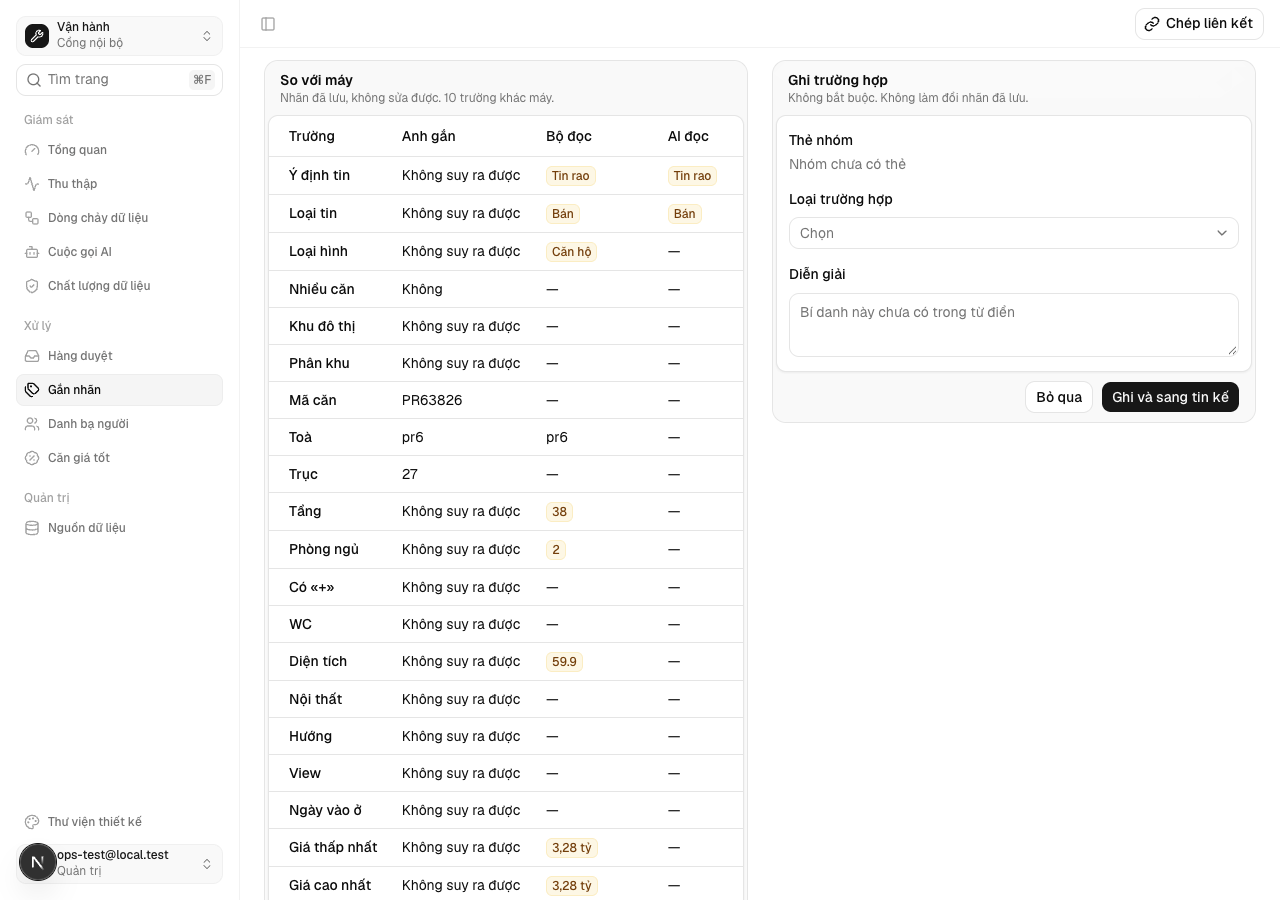 Vận hành
Cổng nội bộ
Tìm trang
⌘F
Giám sát
Tổng quan
Thu thập
Dòng chảy dữ liệu
Cuộc gọi AI
Chất lượng dữ liệu
Xử lý
Hàng duyệt
Gắn nhãn
Danh bạ người
Căn giá tốt
Quản trị
Nguồn dữ liệu
Thư viện thiết kế
N
ops-test@local.test
Quản trị
Chép liên kết
So với máy
Nhãn đã lưu, không sửa được. 10 trường khác máy.
Trường Anh gắn Bộ đọc AI đọc
Ý định tin Không suy ra được Tin rao Tin rao
Loại tin Không suy ra được Bán Bán
Loại hình Không suy ra được Căn hộ —
Nhiều căn Không — —
Khu đô thị Không suy ra được — —
Phân khu Không suy ra được — —
Mã căn PR63826 — —
Toà pr6 pr6 —
Trục 27 — —
Tầng Không suy ra được 38 —
Phòng ngủ Không suy ra được 2 —
Có «+» Không suy ra được — —
WC Không suy ra được — —
Diện tích Không suy ra được 59.9 —
Nội thất Không suy ra được — —
Hướng Không suy ra được — —
View Không suy ra được — —
Ngày vào ở Không suy ra được — —
Giá thấp nhất Không suy ra được 3,28 tỷ —
Giá cao nhất Không suy ra được 3,28 tỷ —
Ghi trường hợp
Không bắt buộc. Không làm đổi nhãn đã lưu.
Thẻ nhóm
Nhóm chưa có thẻ
Loại trường hợp
Chọn
Diễn giải
Bí danh này chưa có trong từ điển
Bỏ qua
Ghi và sang tin kế